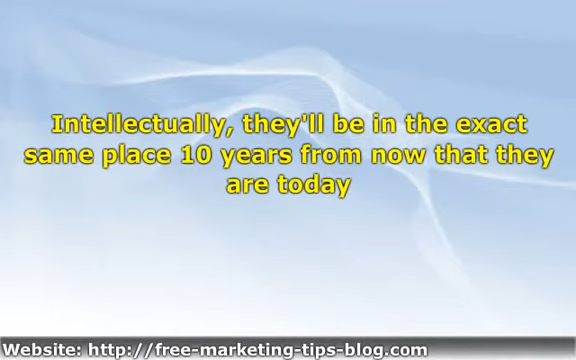 Intellectually, they'll be in the exact
same place 10 years from now that they
are today
Website: http://free-marketing-tips-blog.com